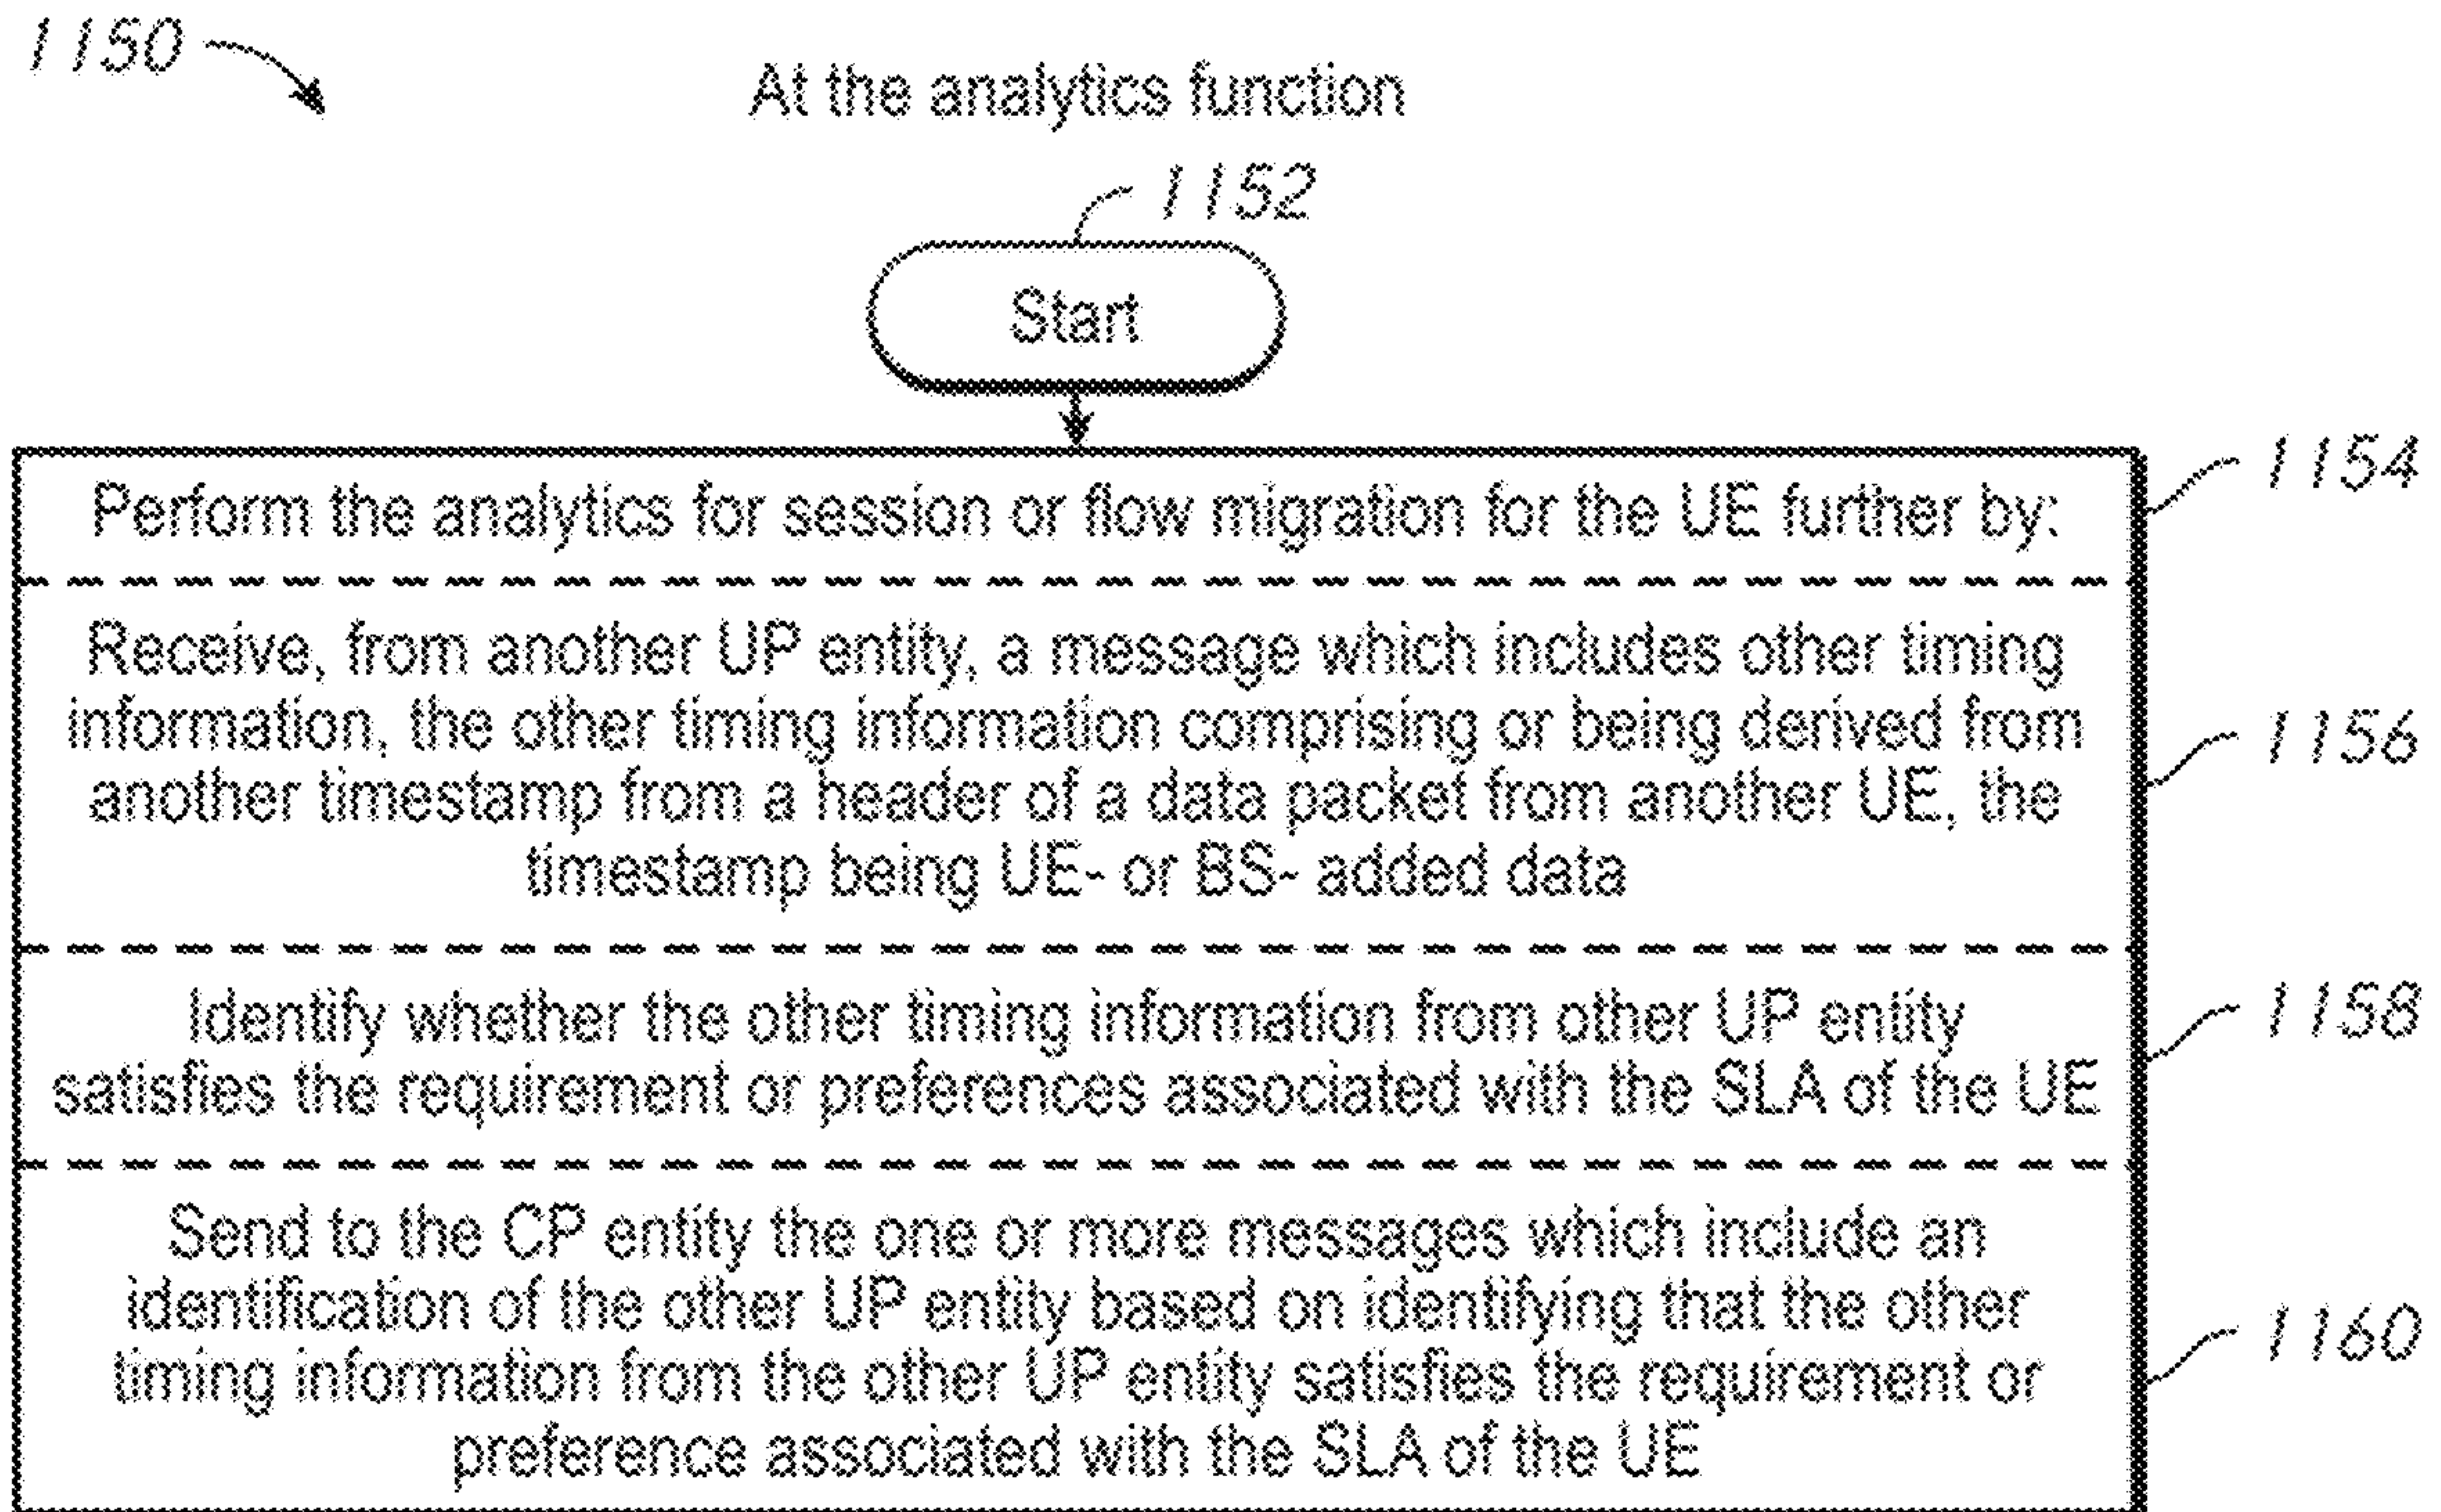 1150
At the analytics function
1152
Start
Perform the analytics for session or flow migration for the UE further by:
1154
Receive, from another UP entity, a message which includes other timing
information, the other timing information comprising or being derived from
1156
another timestamp from a header of a data packet from another UE, the
timestamp being UE- or BS- added data
Identify whether the other timing information from other UP entity
1158
satisfies the requirement or preferences associated with the SLA of the UE
Send to the CP entity the one or more messages which include an
identification of the other UP entity based on identifying that the other
1160
timing information from the other UP entity satisfies the requirement or
preference associated with the SLA of the UE